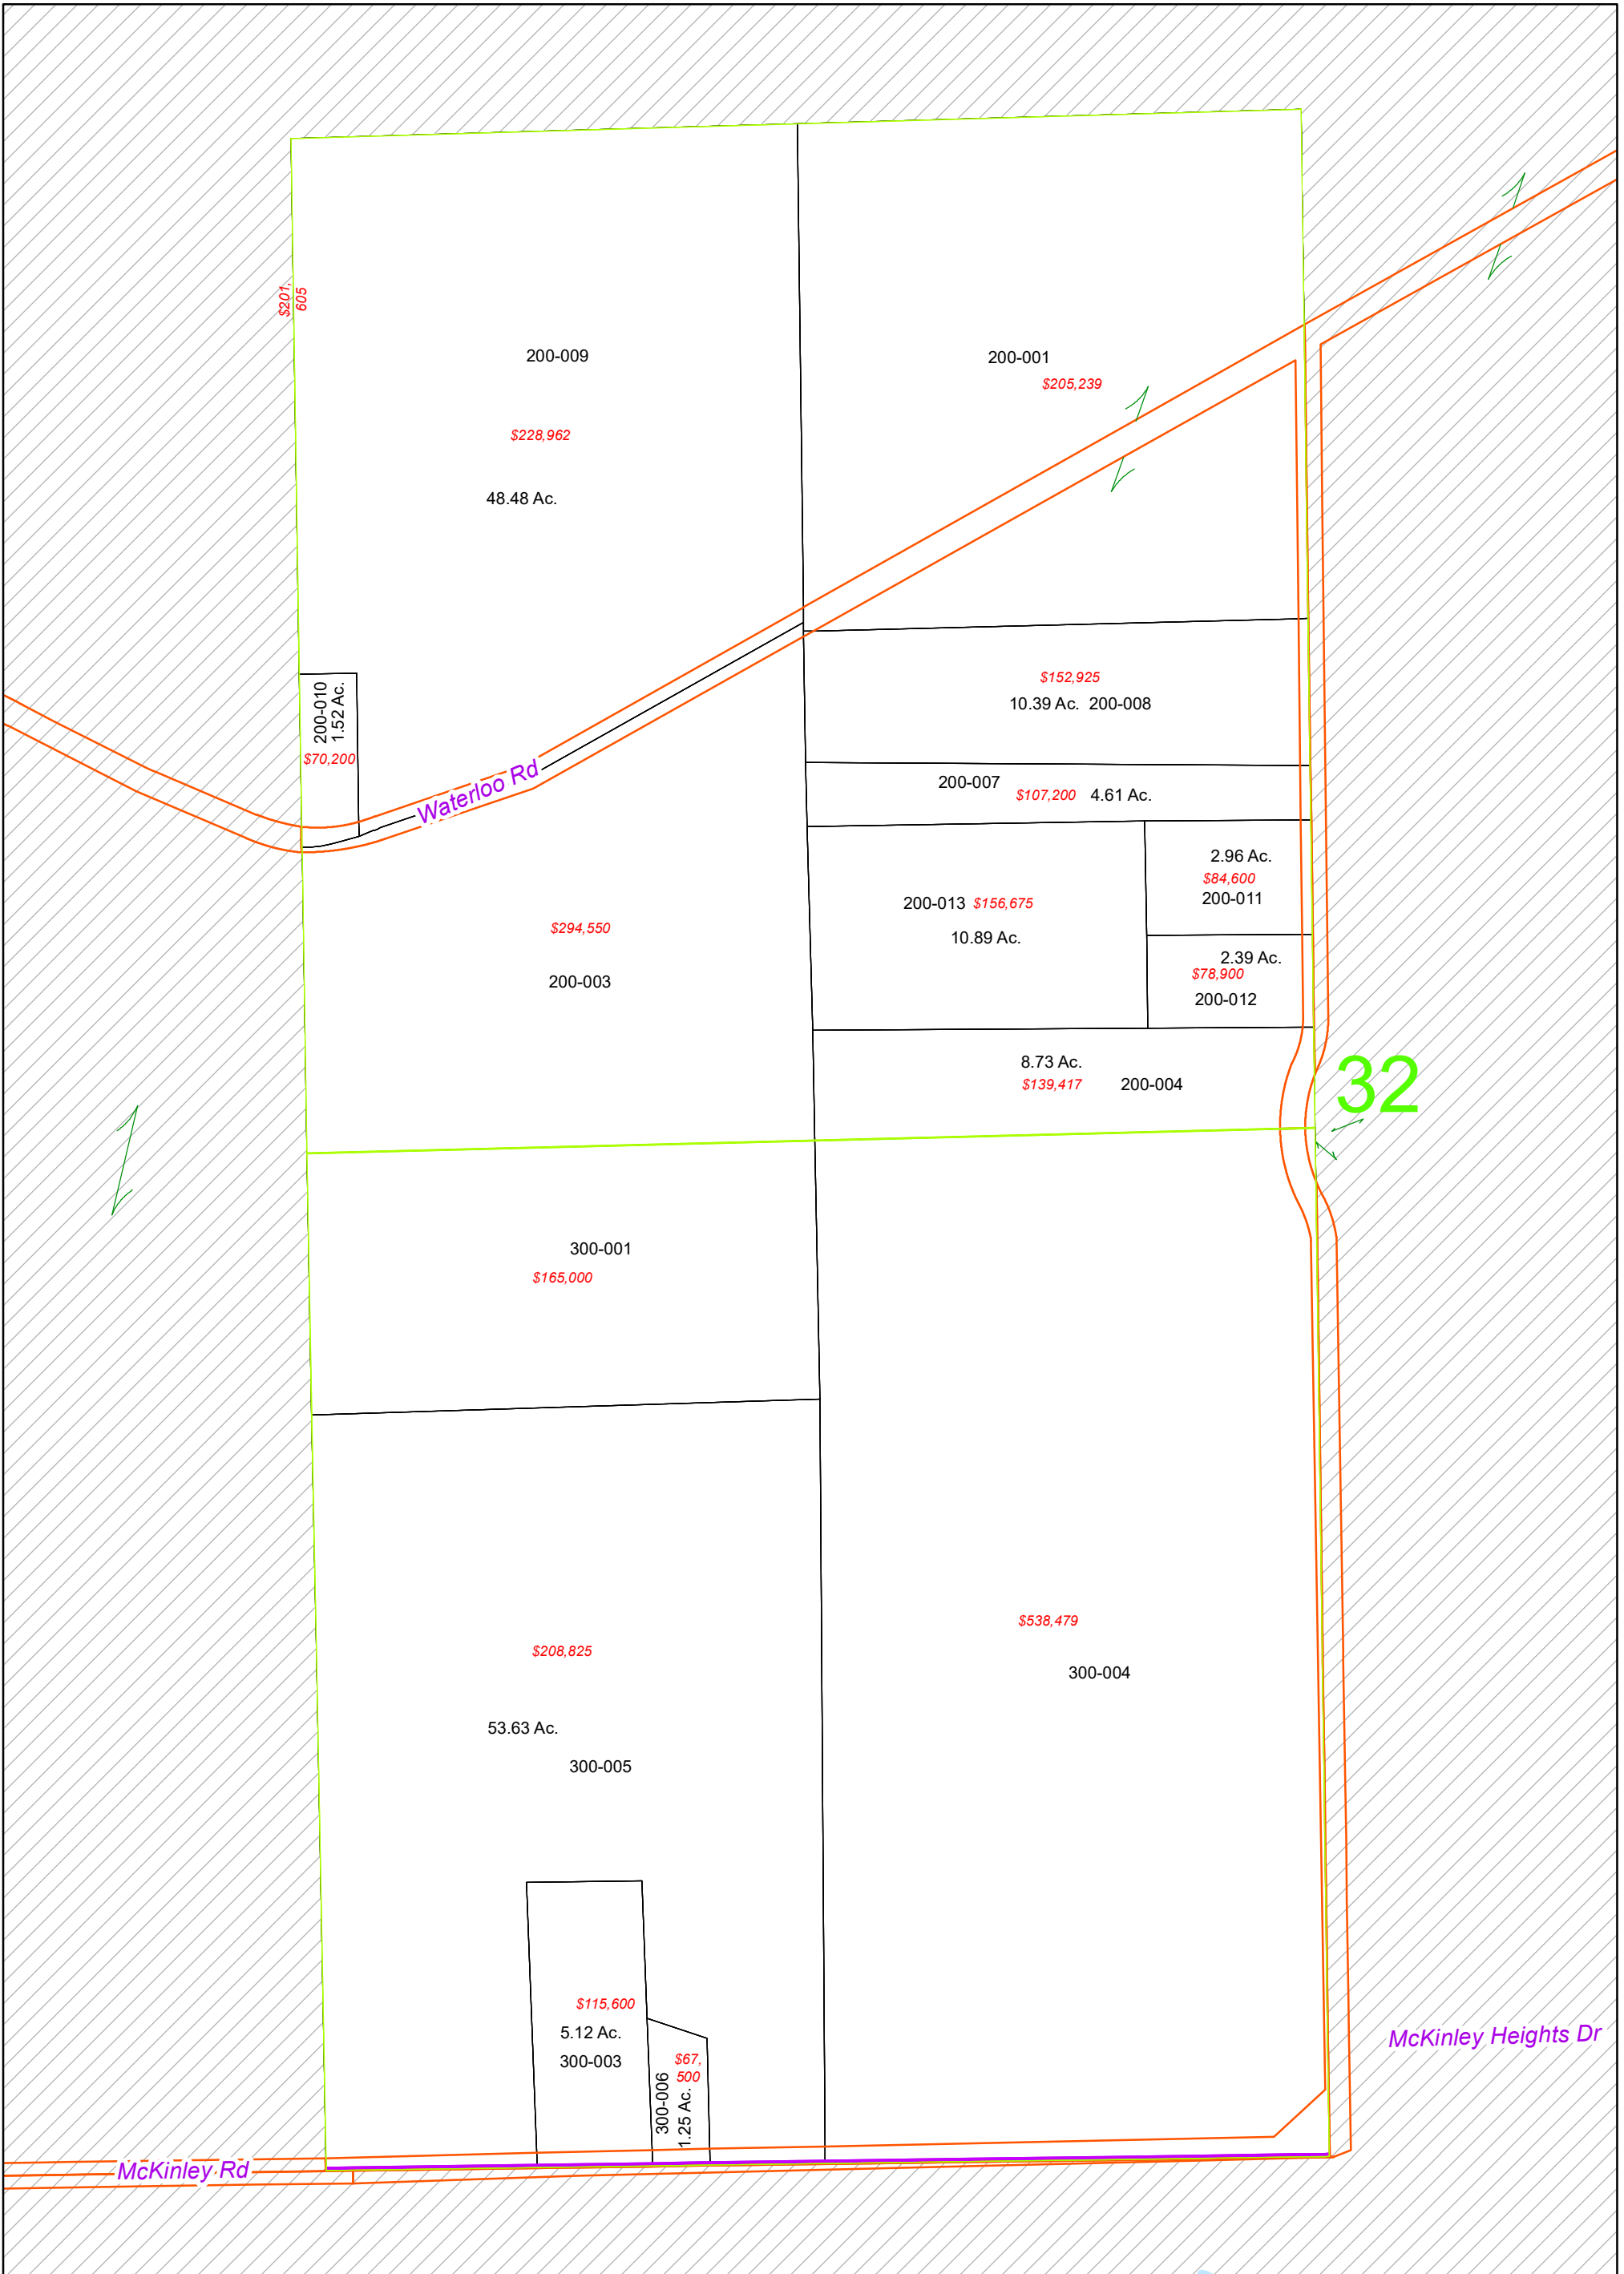 $201,
605
200-009
200-001
$205,239
$228,962
48.48 Ac.
200-010
1.52 Ac.
$70,200
Waterloo Rd
$152,925
10.39 Ac. 200-008
200-007 $107,200 4.61 Ac.
2.96 Ac.
$84,600
200-011
200-013 $156,675
10.89 Ac.
2.39 Ac.
$78,900
200-012
$294,550
200-003
8.73 Ac.
$139,417 200-004
32
300-001
$165,000
$538,479
300-004
$208,825
53.63 Ac.
300-005
$115,600
5.12 Ac.
300-003
$67,
500
300-006
1.25 Ac.
McKinley Heights Dr
McKinley Rd